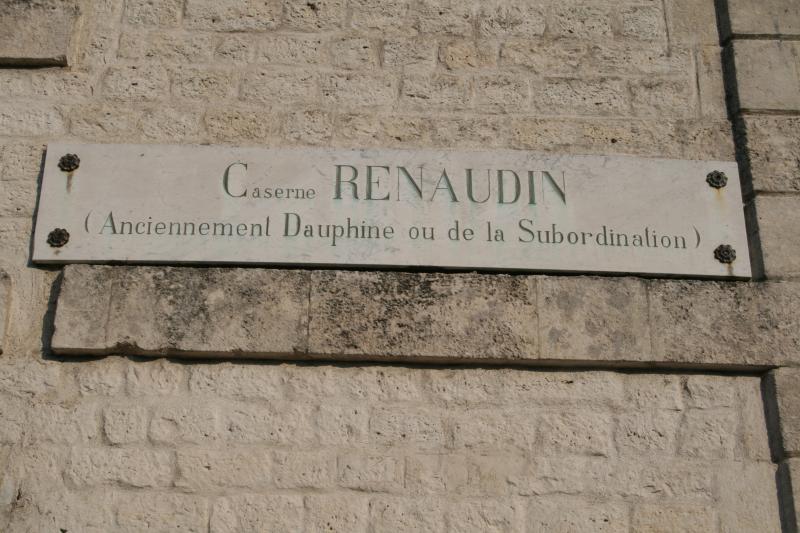 Caserne RENAUDIN
(Anciennement Dauphine ou de la Subordination)